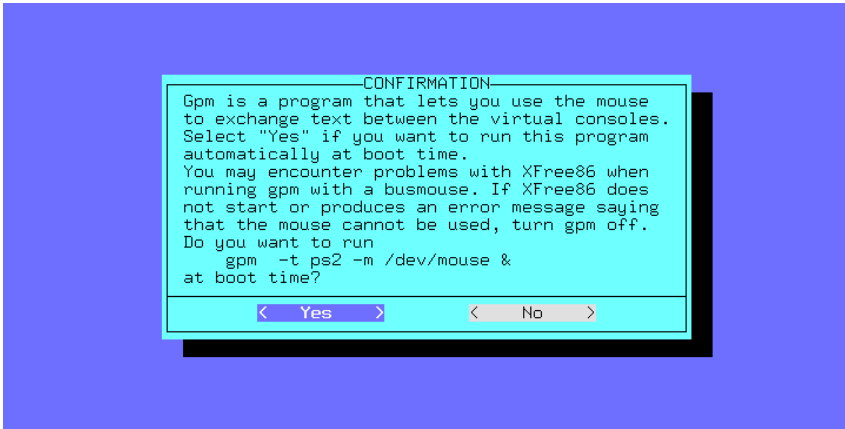 CONFIRMATION
Gpm is a program that lets you use the mouse
to exchange text between the virtual consoles.
Select "Yes" if you want to run this program
automatically at boot time.
You may encounter problems with XFree86 when
running gpm with a busmouse. If XFree86 does
not start or produces an error message saying
that the mouse cannot be used, turn gpm off.
Do you want to run
    gpm  -t ps2 -m /dev/mouse &
at boot time?
<  Yes  > <  No  >